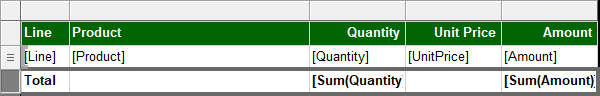 Line Product Quantity Unit Price Amount
[Line] [Product] [Quantity] [UnitPrice] [Amount]
Total [Sum(Quantity [Sum(Amount)